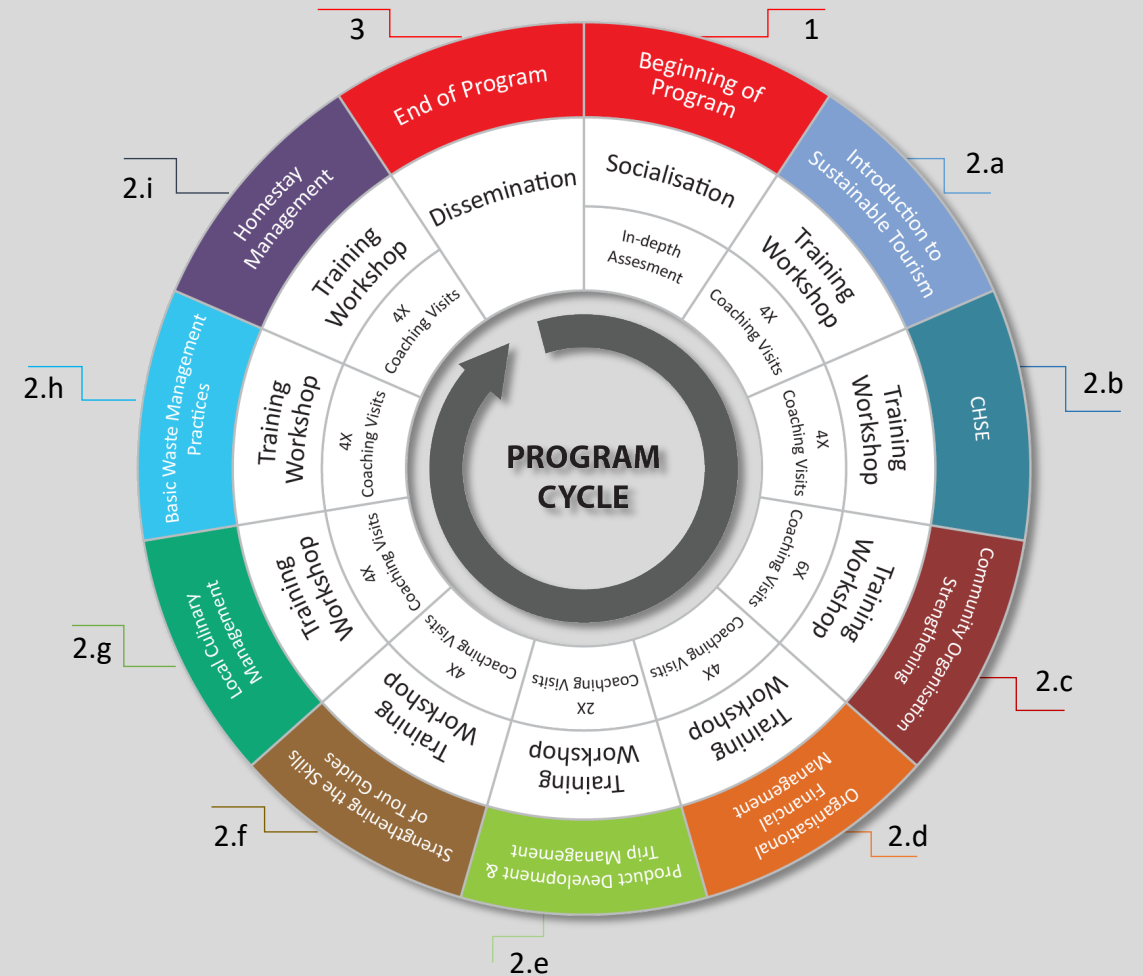 3
1
End of Program
Beginning of
Program
Dissemination
Socialisation
In-depth
Assesment
2.a
Introduction to
Sustainable Tourism
Training
Workshop
4X
Coaching Visits
2.b
CHSE
Training
Workshop
4X
Coaching Visits
2.c
Community Organisation
Strengthening
Training
Workshop
6X
Coaching Visits
2.d
Organisational
Financial
Management
Training
Workshop
4X
Coaching Visits
2.e
Product Development &
Trip Management
Training
Workshop
2X
Coaching Visits
2.f
Strengthening the Skills
of Tour Guides
Training
Workshop
4X
Coaching Visits
2.g
Local Culinary
Management
Training
Workshop
4X
Coaching Visits
2.h
Basic Waste Management
Practices
Training
Workshop
4X
Coaching Visits
2.i
Homestay
Management
Training
Workshop
4X
Coaching Visits
PROGRAM
CYCLE